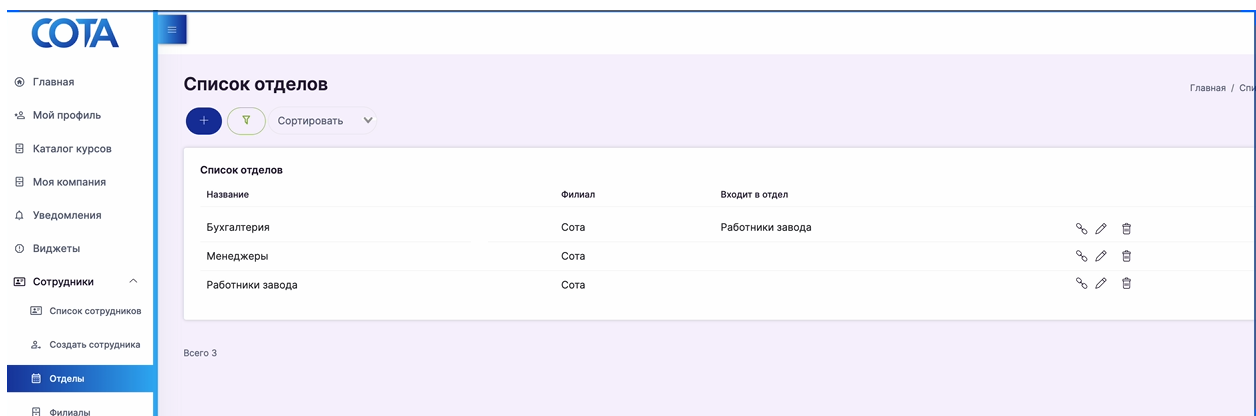 СОТА
Главная
Мой профиль
Каталог курсов
Моя компания
Уведомления
Виджеты
Сотрудники
Список сотрудников
Создать сотрудника
Отделы
Филиалы
Список отделов
Главная /
Сортировать
Список отделов
Название Филиал Входит в отдел
Бухгалтерия Сота Работники завода
Менеджеры Сота
Работники завода Сота
Всего 3